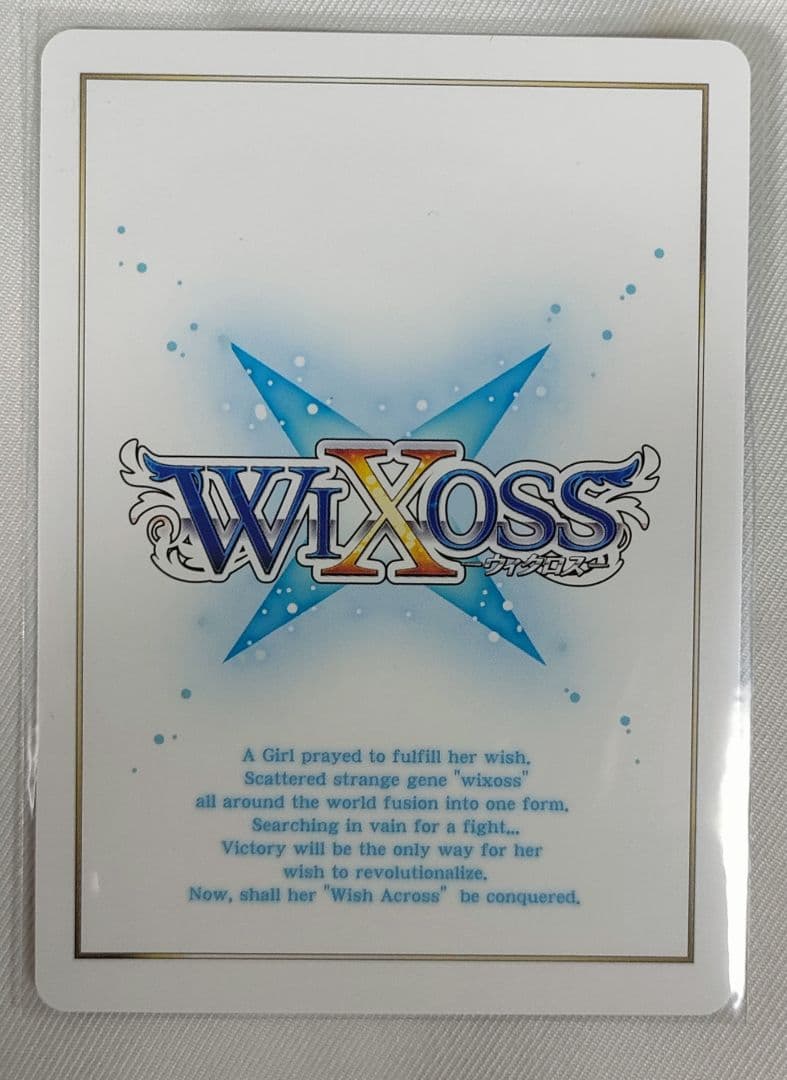 WIXOSS
ーウィクロスー
A Girl prayed to fulfill her wish.
Scattered strange gene "wixoss"
all around the world fusion into one form.
Searching in vain for a fight...
Victory will be the only way for her
wish to revolutionalize.
Now, shall her "Wish Across" be conquered.